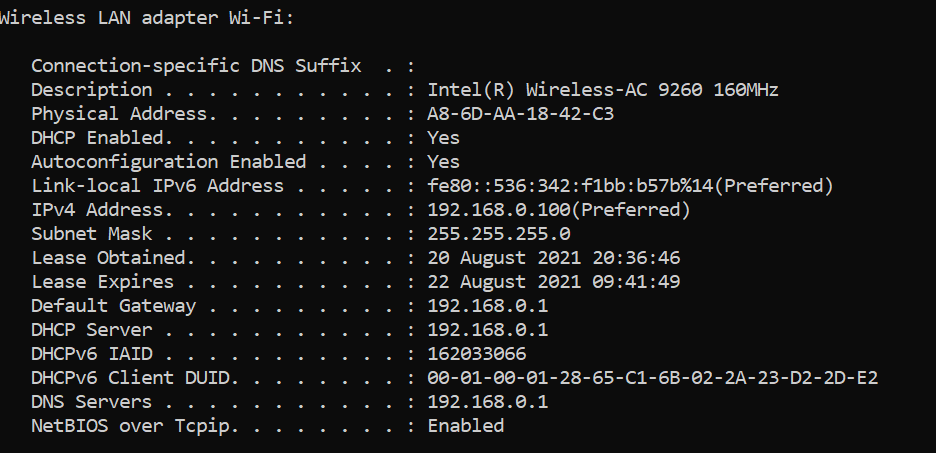 Wireless LAN adapter Wi-Fi:
Connection-specific DNS Suffix  . :
Description . . . . . . . . . . . : Intel(R) Wireless-AC 9260 160MHz
Physical Address. . . . . . . . . : A8-6D-AA-18-42-C3
DHCP Enabled. . . . . . . . . . . : Yes
Autoconfiguration Enabled . . . . : Yes
Link-local IPv6 Address . . . . . : fe80::536:342:f1bb:b57b%14(Preferred)
IPv4 Address. . . . . . . . . . . : 192.168.0.100(Preferred)
Subnet Mask . . . . . . . . . . . : 255.255.255.0
Lease Obtained. . . . . . . . . . : 20 August 2021 20:36:46
Lease Expires . . . . . . . . . . : 22 August 2021 09:41:49
Default Gateway . . . . . . . . . : 192.168.0.1
DHCP Server . . . . . . . . . . . : 192.168.0.1
DHCPv6 IAID . . . . . . . . . . . : 162033066
DHCPv6 Client DUID. . . . . . . . : 00-01-00-01-28-65-C1-6B-02-2A-23-D2-2D-E2
DNS Servers . . . . . . . . . . . : 192.168.0.1
NetBIOS over Tcpip. . . . . . . . : Enabled